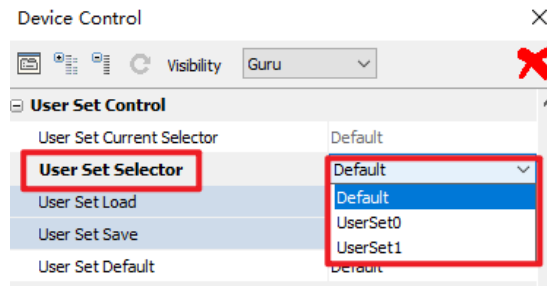 Device Control
Visibility Guru
User Set Control
User Set Current Selector Default
User Set Selector Default
User Set Load Default
User Set Save UserSet0
UserSet1
User Set Default Default